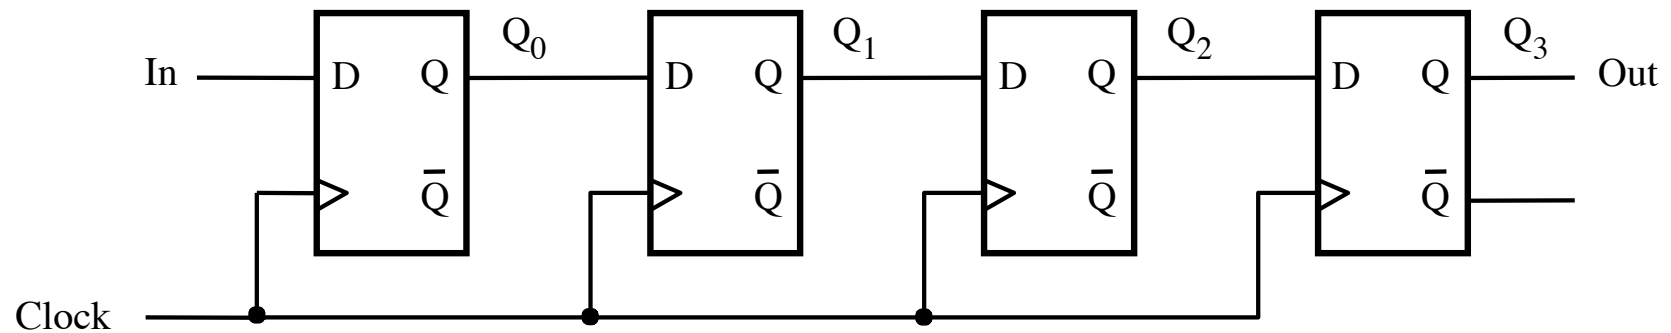 Q0 Q1 Q2 Q3
In D Q D Q D Q D Q Out
Q̅ Q̅ Q̅ Q̅
Clock